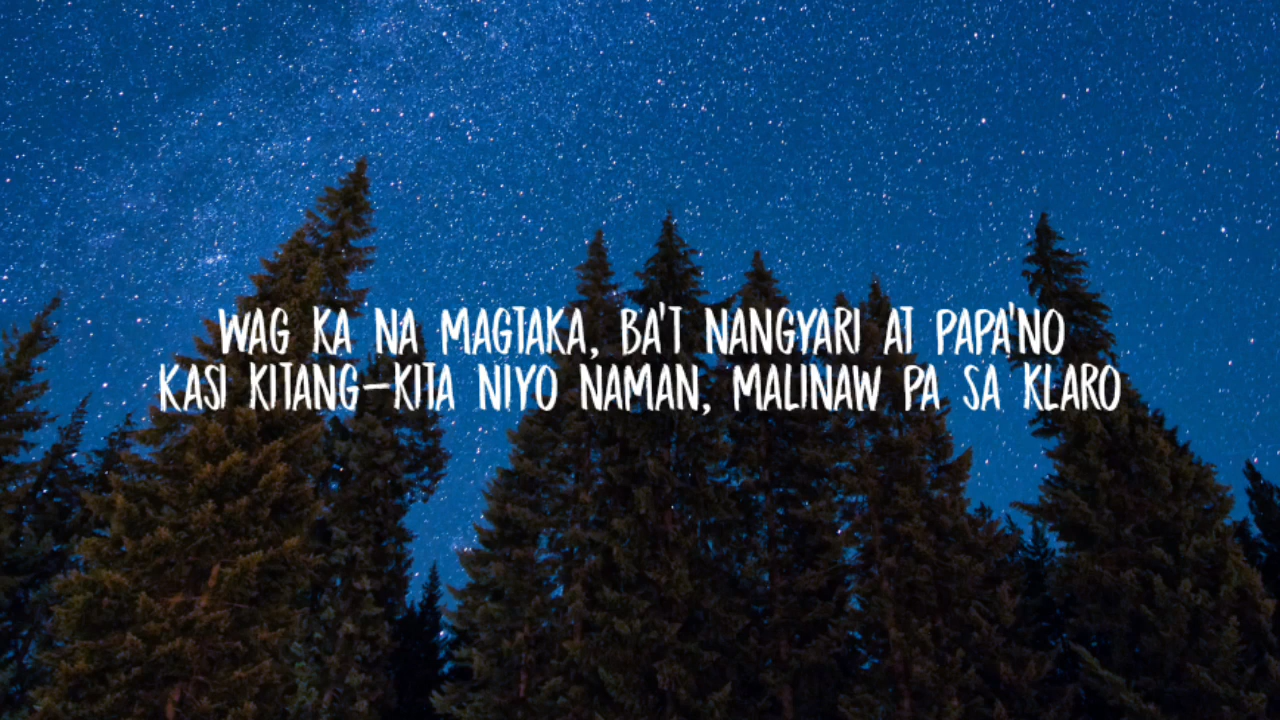 WAG KA NA MAGTAKA, BA'T NANGYARI AT PAPA'NO
KASI KITANG-KITA NIYO NAMAN, MALINAW PA SA KLARO